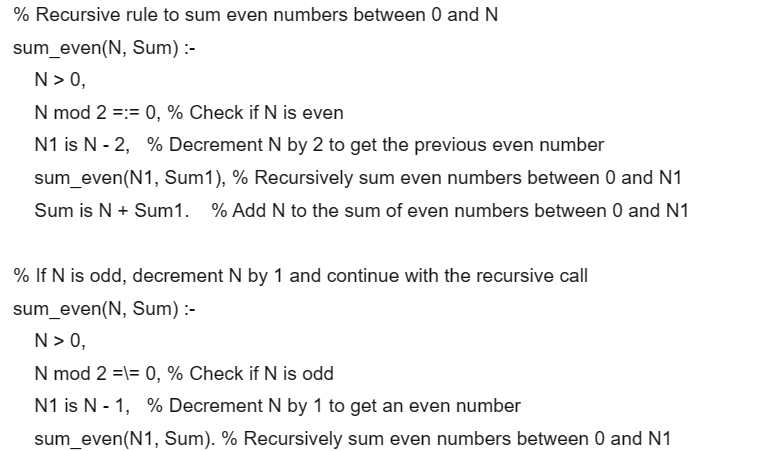 % Recursive rule to sum even numbers between 0 and N
sum_even(N, Sum) :-
N > 0,
N mod 2 =:= 0, % Check if N is even
N1 is N - 2, % Decrement N by 2 to get the previous even number
sum_even(N1, Sum1), % Recursively sum even numbers between 0 and N1
Sum is N + Sum1. % Add N to the sum of even numbers between 0 and N1
% If N is odd, decrement N by 1 and continue with the recursive call
sum_even(N, Sum) :-
N > 0,
N mod 2 =\= 0, % Check if N is odd
N1 is N - 1, % Decrement N by 1 to get an even number
sum_even(N1, Sum). % Recursively sum even numbers between 0 and N1